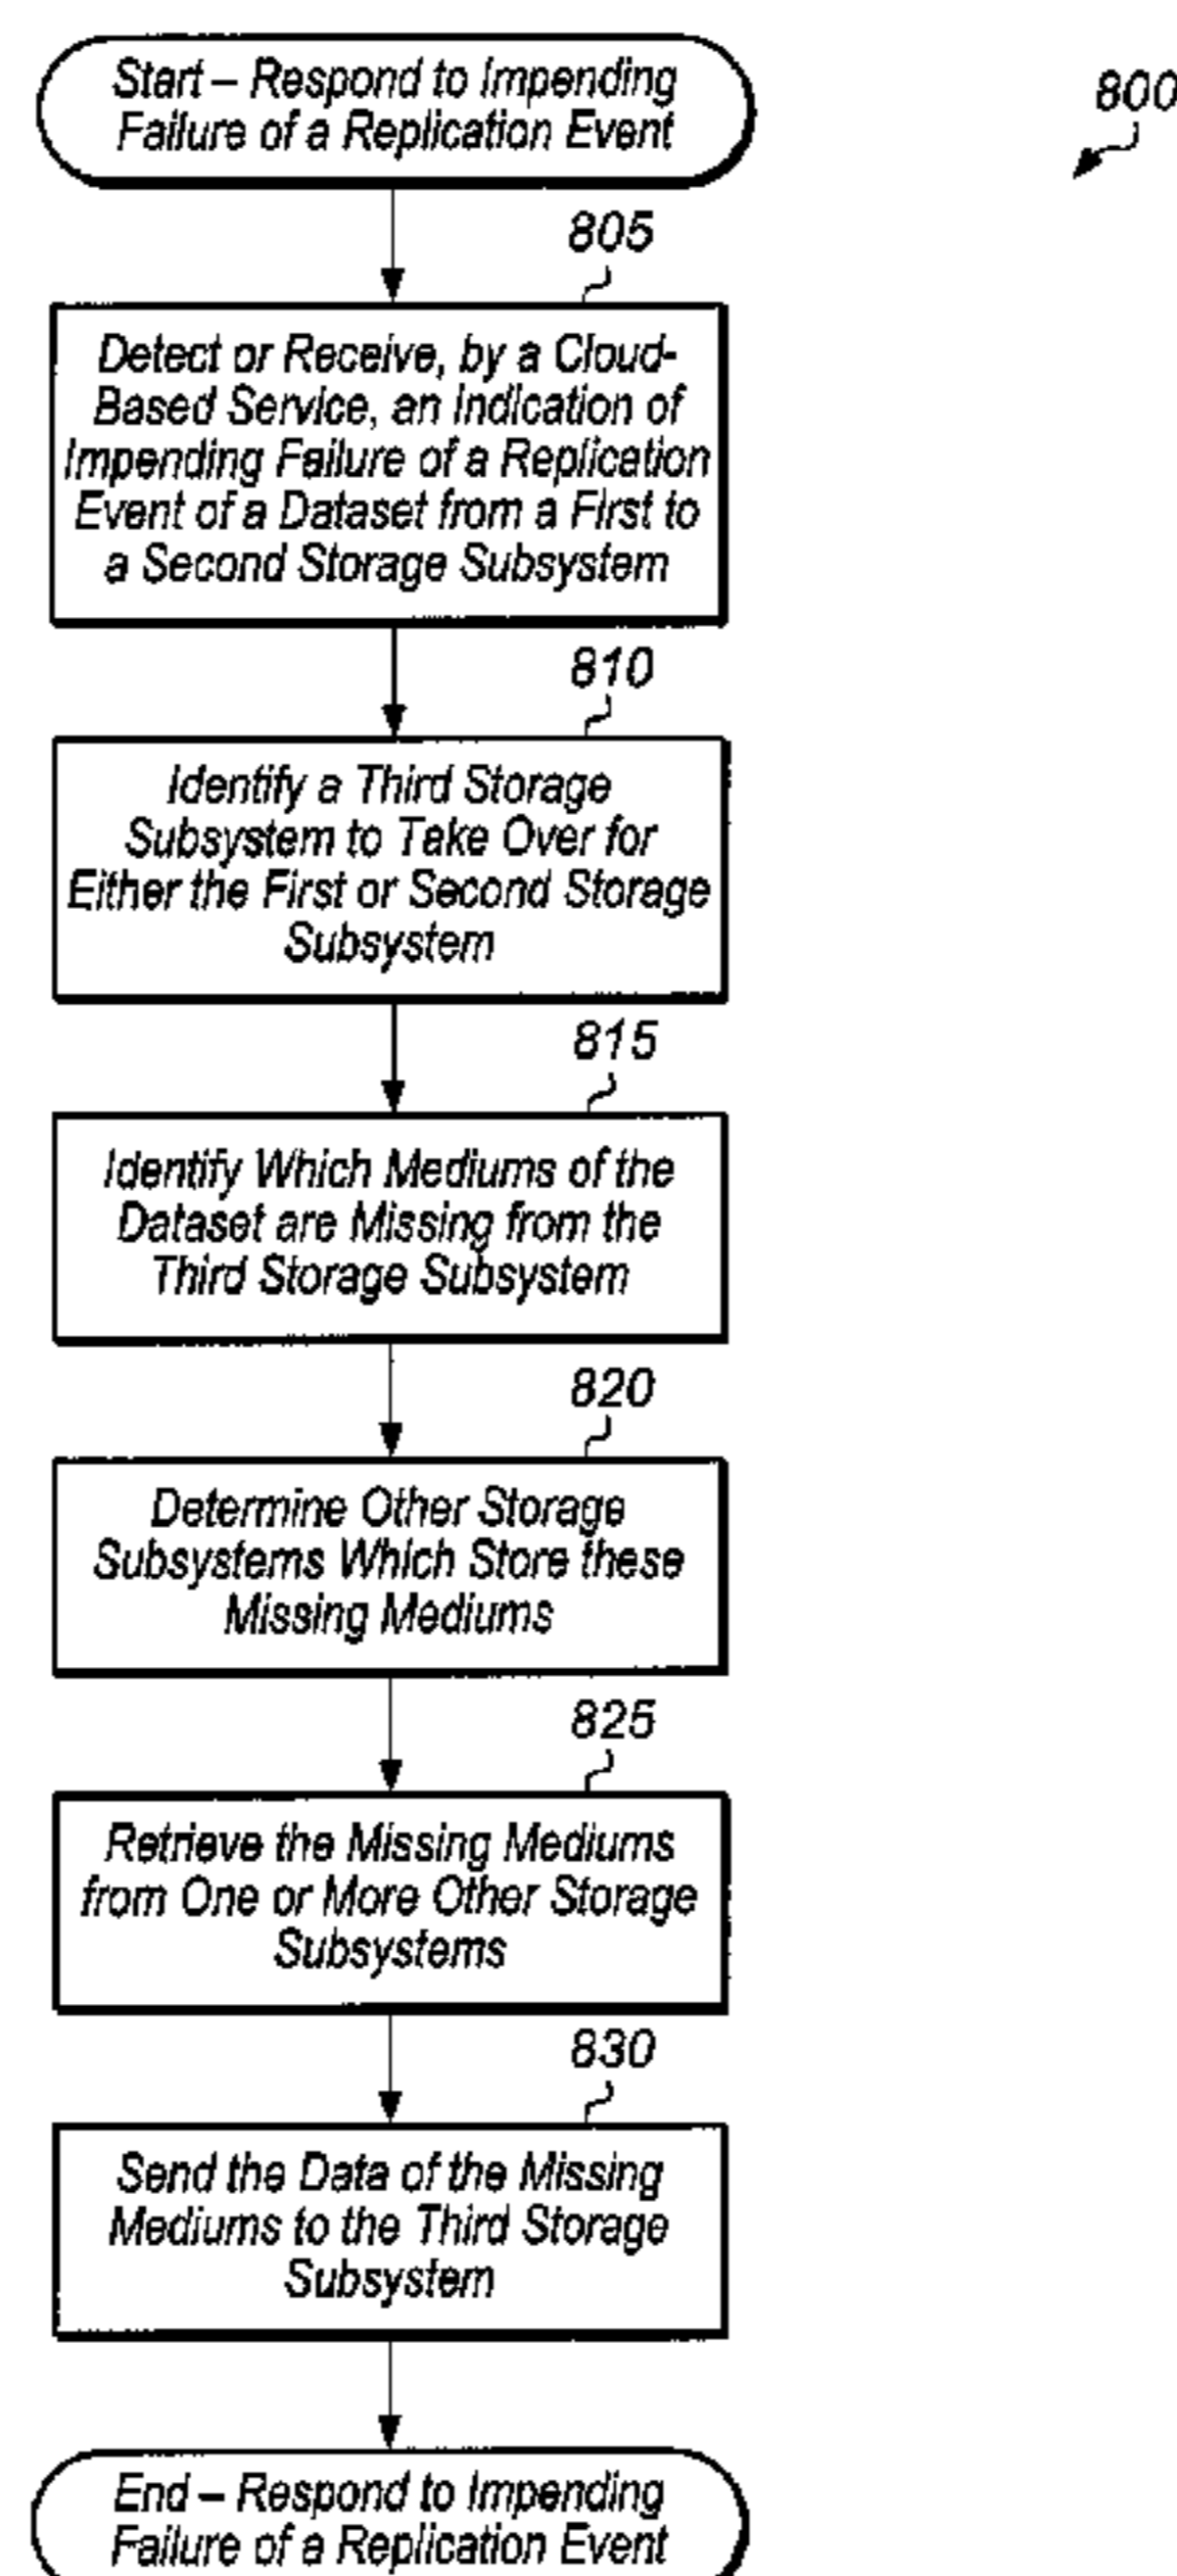 Start – Respond to Impending
Failure of a Replication Event
800
805
Detect or Receive, by a Cloud-
Based Service, an Indication of
Impending Failure of a Replication
Event of a Dataset from a First to
a Second Storage Subsystem
810
Identify a Third Storage
Subsystem to Take Over for
Either the First or Second Storage
Subsystem
815
Identify Which Mediums of the
Dataset are Missing from the
Third Storage Subsystem
820
Determine Other Storage
Subsystems Which Store these
Missing Mediums
825
Retrieve the Missing Mediums
from One or More Other Storage
Subsystems
830
Send the Data of the Missing
Mediums to the Third Storage
Subsystem
End – Respond to Impending
Failure of a Replication Event